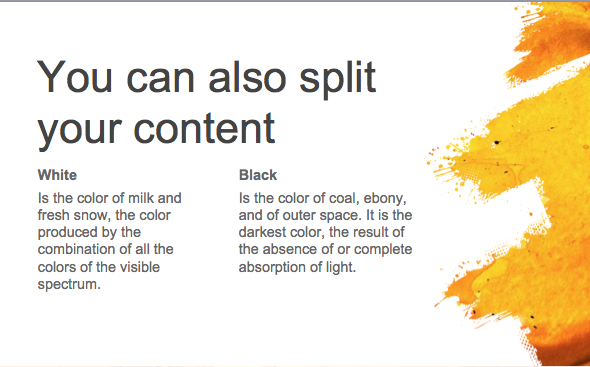 You can also split
your content
White
Is the color of milk and
fresh snow, the color
produced by the
combination of all the
colors of the visible
spectrum.
Black
Is the color of coal, ebony,
and of outer space. It is the
darkest color, the result of
the absence of or complete
absorption of light.